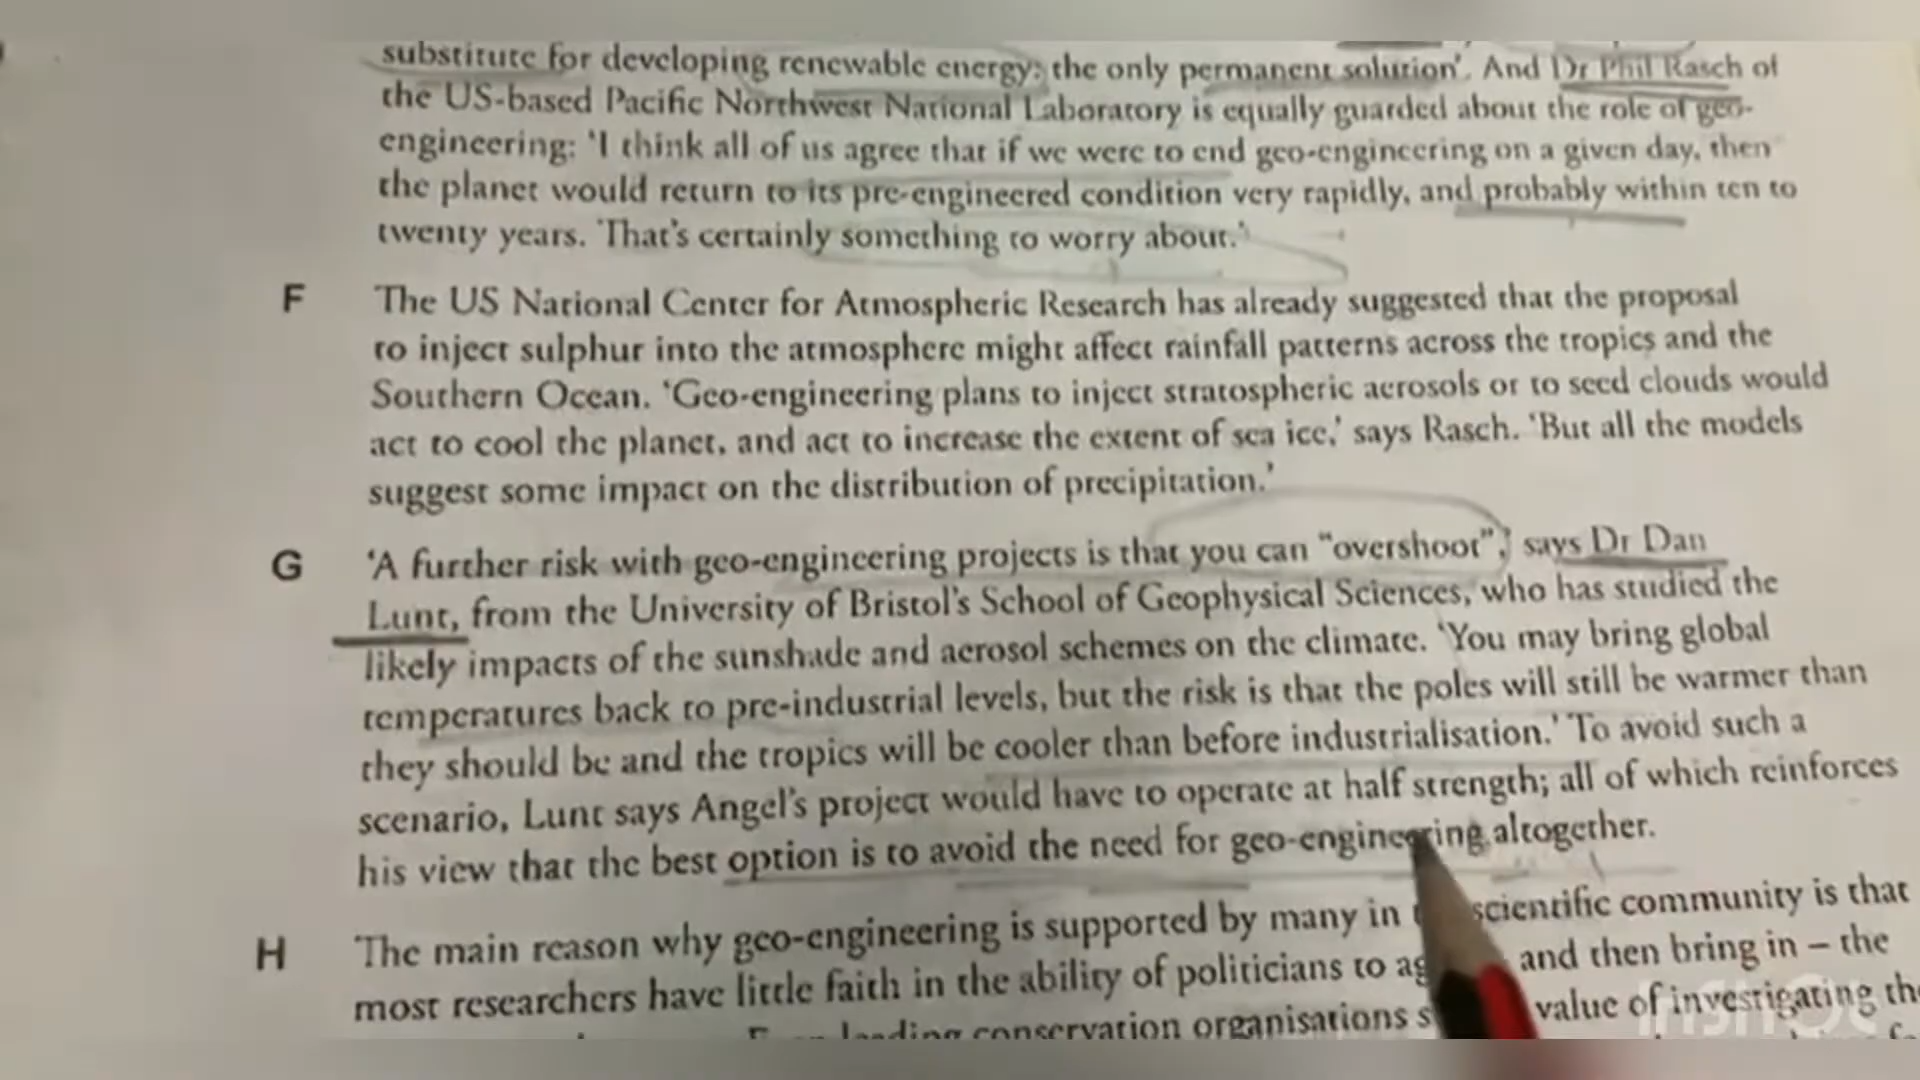 substitute for developing renewable energy: the only permanent solution'. And Dr Phil Rasch of
the US-based Pacific Northwest National Laboratory is equally guarded about the role of geo-
engineering: 'I think all of us agree that if we were to end geo-engineering on a given day, then
the planet would return to its pre-engineered condition very rapidly, and probably within ten to
twenty years. That's certainly something to worry about.'
F The US National Center for Atmospheric Research has already suggested that the proposal
to inject sulphur into the atmosphere might affect rainfall patterns across the tropics and the
Southern Ocean. 'Geo-engineering plans to inject stratospheric aerosols or to seed clouds would
act to cool the planet, and act to increase the extent of sea ice,' says Rasch. 'But all the models
suggest some impact on the distribution of precipitation.'
G 'A further risk with geo-engineering projects is that you can "overshoot",' says Dr Dan
Lunt, from the University of Bristol's School of Geophysical Sciences, who has studied the
likely impacts of the sunshade and aerosol schemes on the climate. 'You may bring global
temperatures back to pre-industrial levels, but the risk is that the poles will still be warmer than
they should be and the tropics will be cooler than before industrialisation.' To avoid such a
scenario, Lunt says Angel's project would have to operate at half strength; all of which reinforces
his view that the best option is to avoid the need for geo-engineering altogether.
H The main reason why geo-engineering is supported by many in scientific community is that
most researchers have little faith in the ability of politicians to and then bring in – the
leading conservation organisations value of investigating the
InShOt